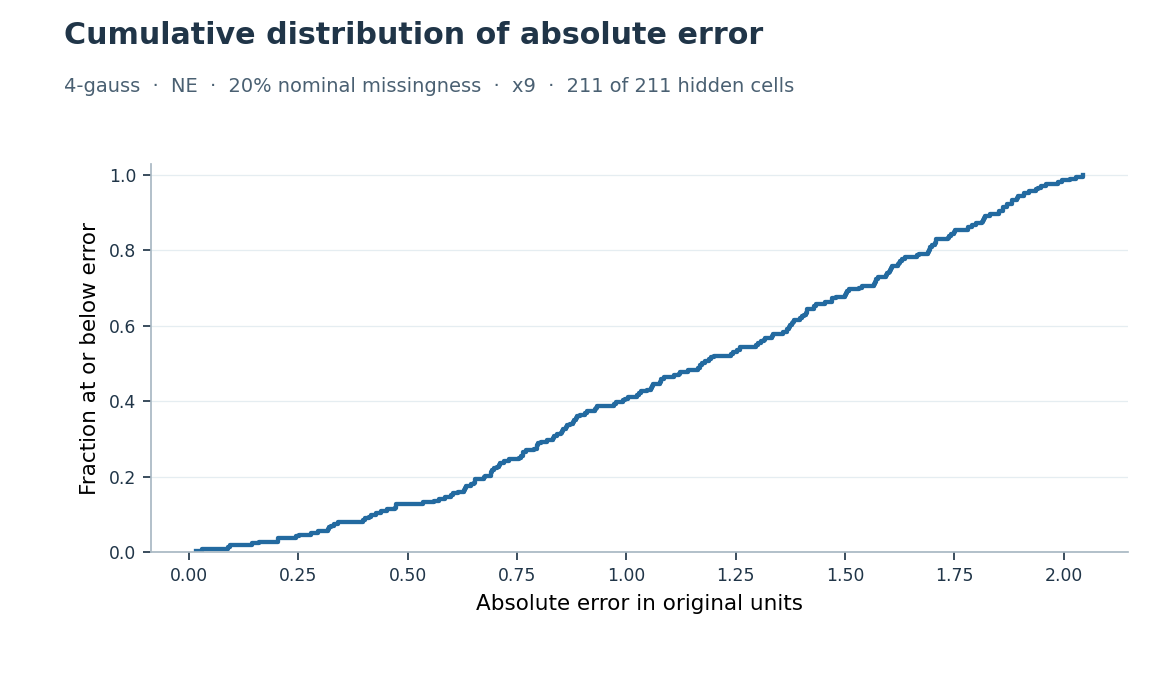 Cumulative distribution of absolute error
4-gauss · NE · 20% nominal missingness · x9 · 211 of 211 hidden cells
Fraction at or below error
1.0
0.8
0.6
0.4
0.2
0.0
0.00 0.25 0.50 0.75 1.00 1.25 1.50 1.75 2.00
Absolute error in original units